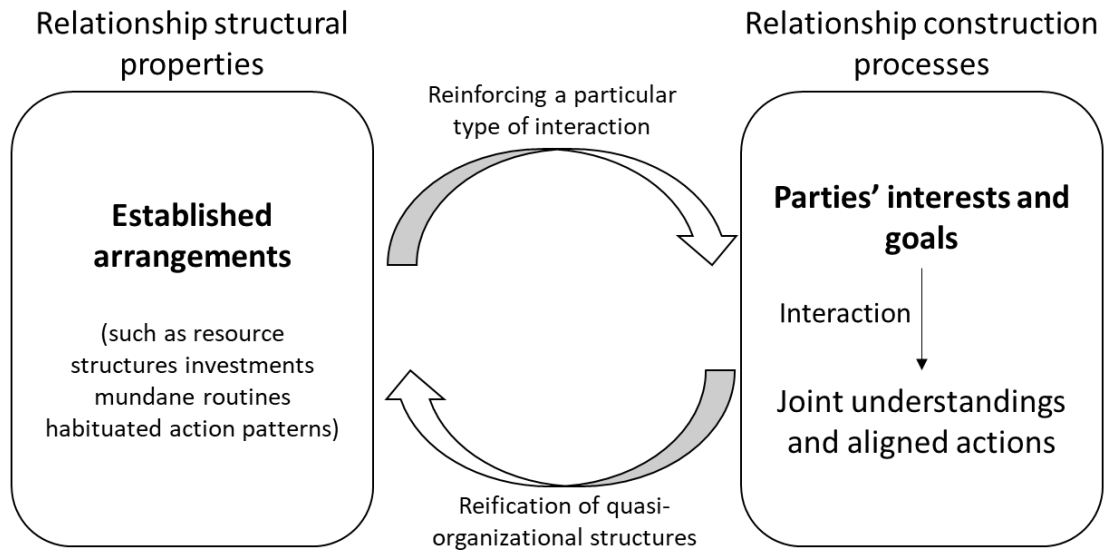 Relationship structural
properties
Established
arrangements
(such as resource
structures investments
mundane routines
habituated action patterns)
Reinforcing a particular
type of interaction
Reification of quasi-
organizational structures
Relationship construction
processes
Parties’ interests and
goals
Interaction
Joint understandings
and aligned actions